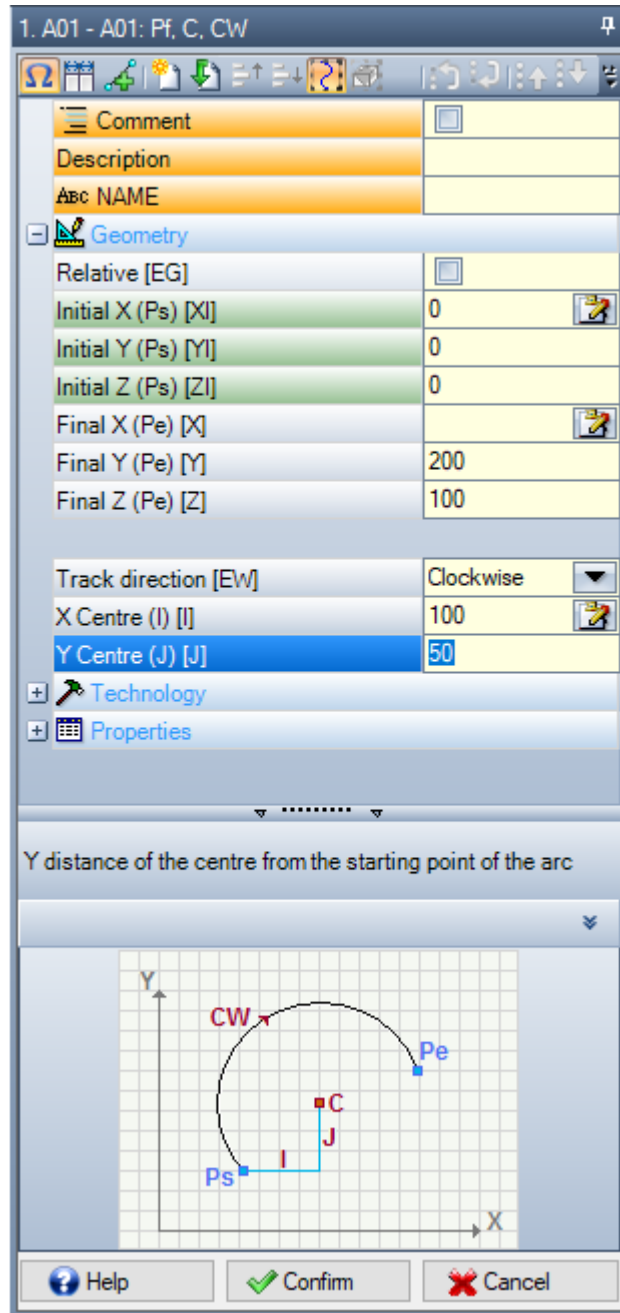 1. A01 - A01: Pf, C, CW
Comment
Description
ABC NAME
Geometry
Relative [EG]
Initial X (Ps) [XI] 0
Initial Y (Ps) [YI] 0
Initial Z (Ps) [ZI] 0
Final X (Pe) [X]
Final Y (Pe) [Y] 200
Final Z (Pe) [Z] 100
Track direction [EW] Clockwise
X Centre (I) [I] 100
Y Centre (J) [J] 50
Technology
Properties
Y distance of the centre from the starting point of the arc
Y
CW
Pe
C
J
I
Ps
X
Help Confirm Cancel